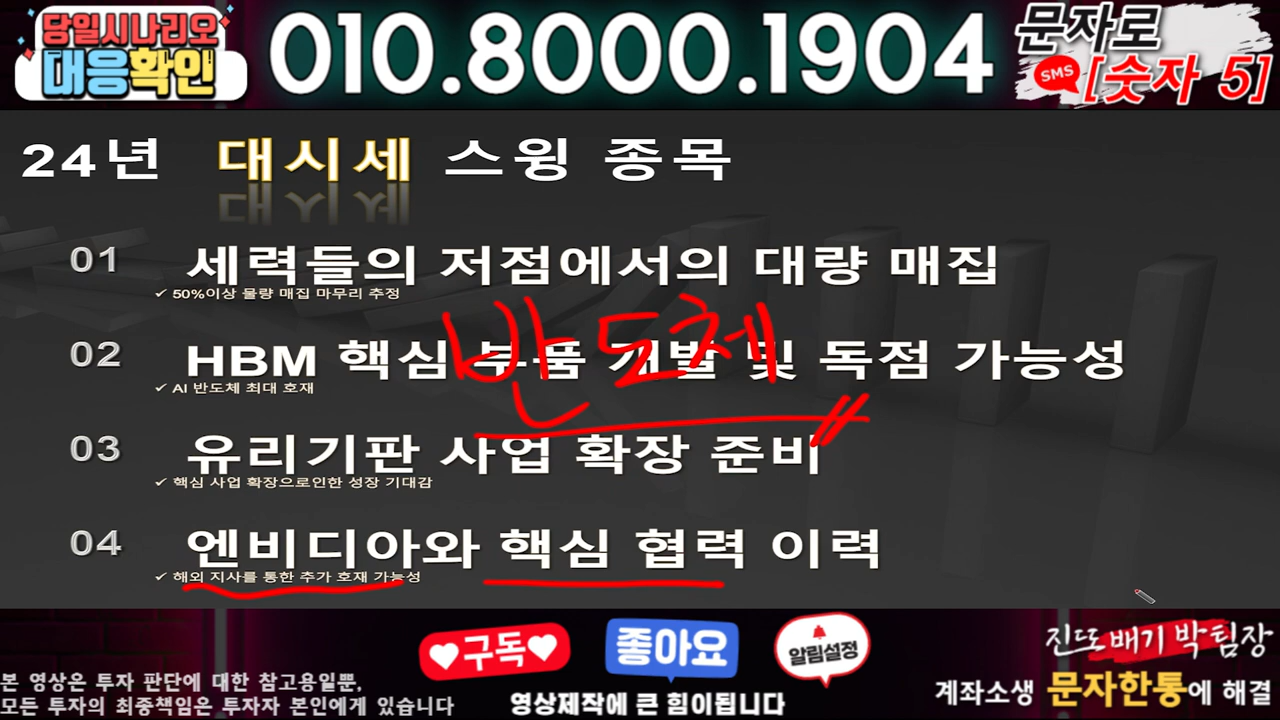 당일시나리오
대응확인
010.8000.1904
문자로
SMS [숫자 5]
24년 대시세 스윙 종목
01 세력들의 저점에서의 대량 매집
✓ 50%이상 물량 매집 마무리 추정
반도체
02 HBM 핵심 부품 개발 및 독점 가능성
✓ AI 반도체 최대 호재
03 유리기판 사업 확장 준비
✓ 핵심 사업 확장으로인한 성장 기대감
04 엔비디아와 핵심 협력 이력
✓ 해외 지사를 통한 추가 호재 가능성
구독
좋아요
알림설정
영상제작에 큰 힘이됩니다
본 영상은 투자 판단에 대한 참고용일뿐,
모든 투자의 최종책임은 투자자 본인에게 있습니다
진또배기 박팀장
계좌소생 문자한통에 해결